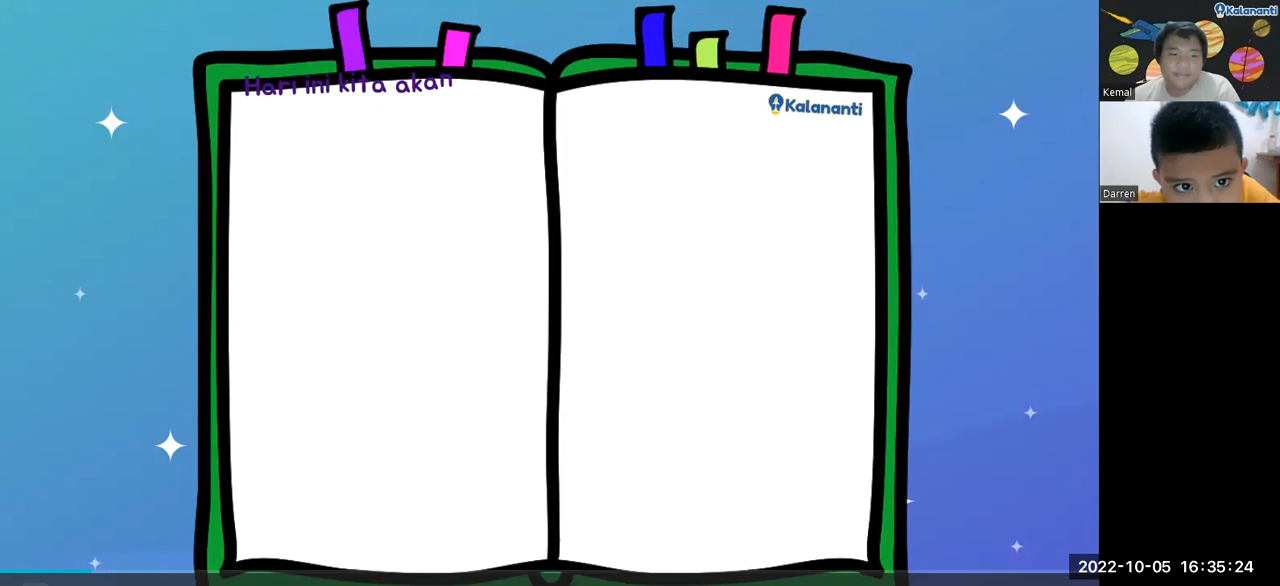 Kalananti
Hari ini kita akan
Kalananti
Kemal
Darren
2022-10-05 16:35:24